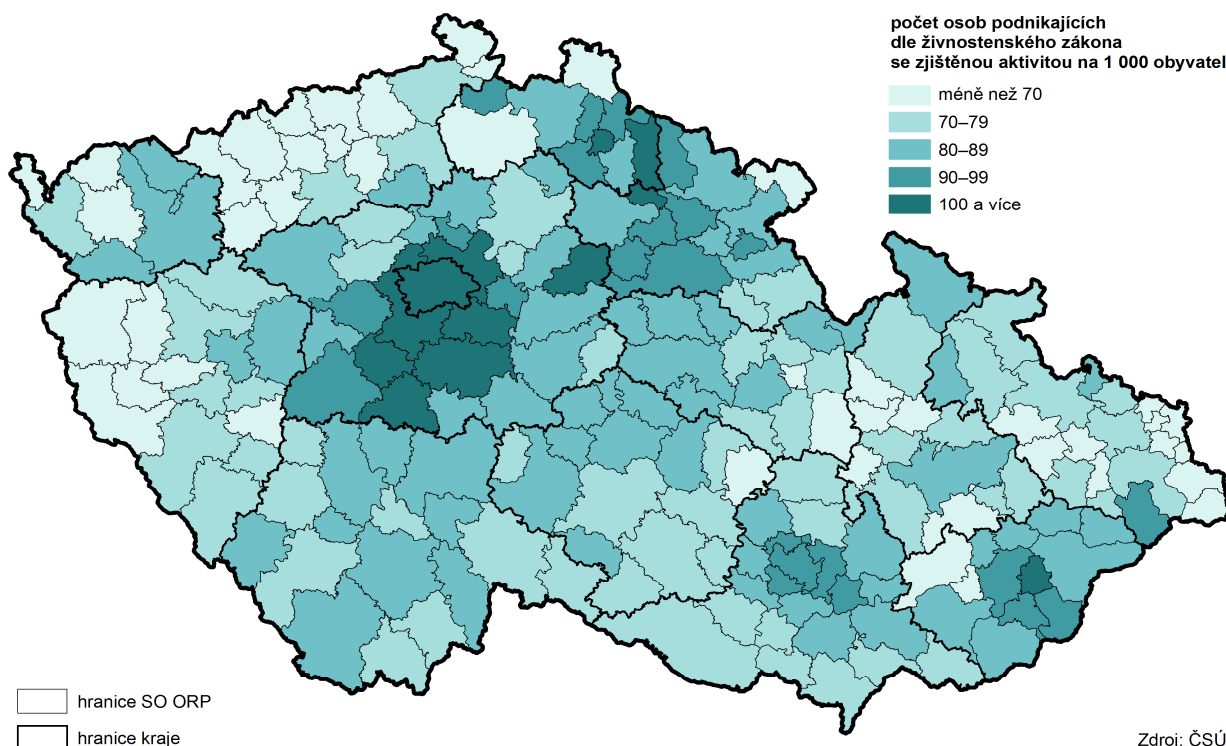 počet osob podnikajících
dle živnostenského zákona
se zjištěnou aktivitou na 1 000 obyvatel
méně než 70
70–79
80–89
90–99
100 a více
hranice SO ORP
hranice kraje
Zdroj: ČSÚ